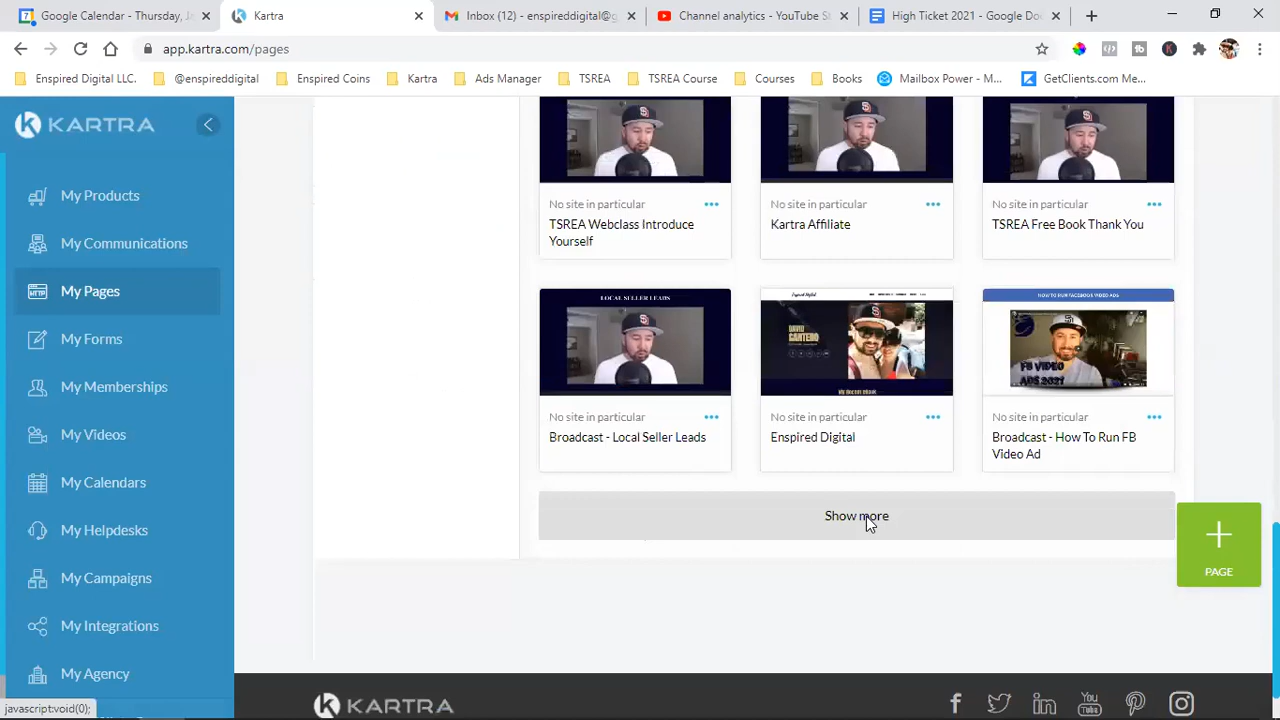 Google Calendar - Thursday, Ja
Kartra
Inbox (12) - enspireddigital@g
Channel analytics - YouTube St
High Ticket 2021 - Google Doc
app.kartra.com/pages
Enspired Digital LLC.
@enspireddigital
Enspired Coins
Kartra
Ads Manager
TSREA
TSREA Course
Courses
Books
Mailbox Power - M...
GetClients.com Me...
KARTRA
My Products
My Communications
My Pages
My Forms
My Memberships
My Videos
My Calendars
My Helpdesks
My Campaigns
My Integrations
My Agency
javascript:void(0);
No site in particular
TSREA Webclass Introduce
Yourself
No site in particular
Kartra Affiliate
No site in particular
TSREA Free Book Thank You
LOCAL SELLER LEADS
No site in particular
Broadcast - Local Seller Leads
DAVID
No site in particular
Enspired Digital
HOW TO RUN FACEBOOK VIDEO ADS
FB VIDEO
ADS 2021
No site in particular
Broadcast - How To Run FB
Video Ad
Show more
PAGE
KARTRA
You
Tube